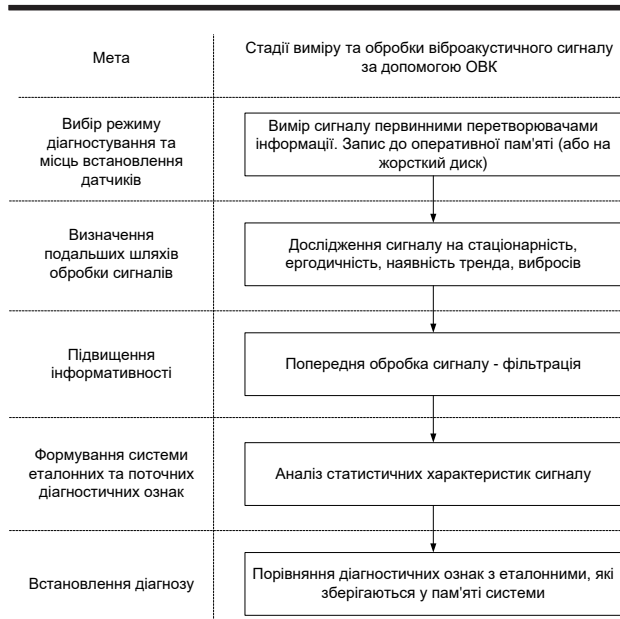 Мета
Стадії виміру та обробки віброакустичного сигналу
за допомогою ОВК
Вибір режиму
діагностування та
місць встановлення
датчиків
Вимір сигналу первинними перетворювачами
інформації. Запис до оперативної пам'яті (або на
жорсткий диск)
Визначення
подальших шляхів
обробки сигналів
Дослідження сигналу на стаціонарність,
ергодичність, наявність тренда, вибросів
Підвищення
інформативності
Попередня обробка сигналу - фільтрація
Формування системи
еталонних та поточних
діагностичних ознак
Аналіз статистичних характеристик сигналу
Встановлення діагнозу
Порівняння діагностичних ознак з еталонними, які
зберігаються у пам'яті системи